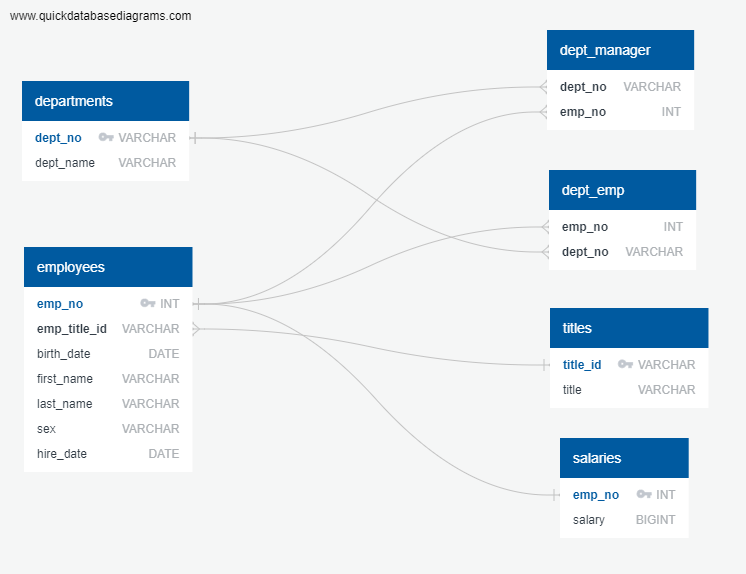 www.quickdatabasediagrams.com
departments
dept_no VARCHAR
dept_name VARCHAR
employees
emp_no INT
emp_title_id VARCHAR
birth_date DATE
first_name VARCHAR
last_name VARCHAR
sex VARCHAR
hire_date DATE
dept_manager
dept_no VARCHAR
emp_no INT
dept_emp
emp_no INT
dept_no VARCHAR
titles
title_id VARCHAR
title VARCHAR
salaries
emp_no INT
salary BIGINT